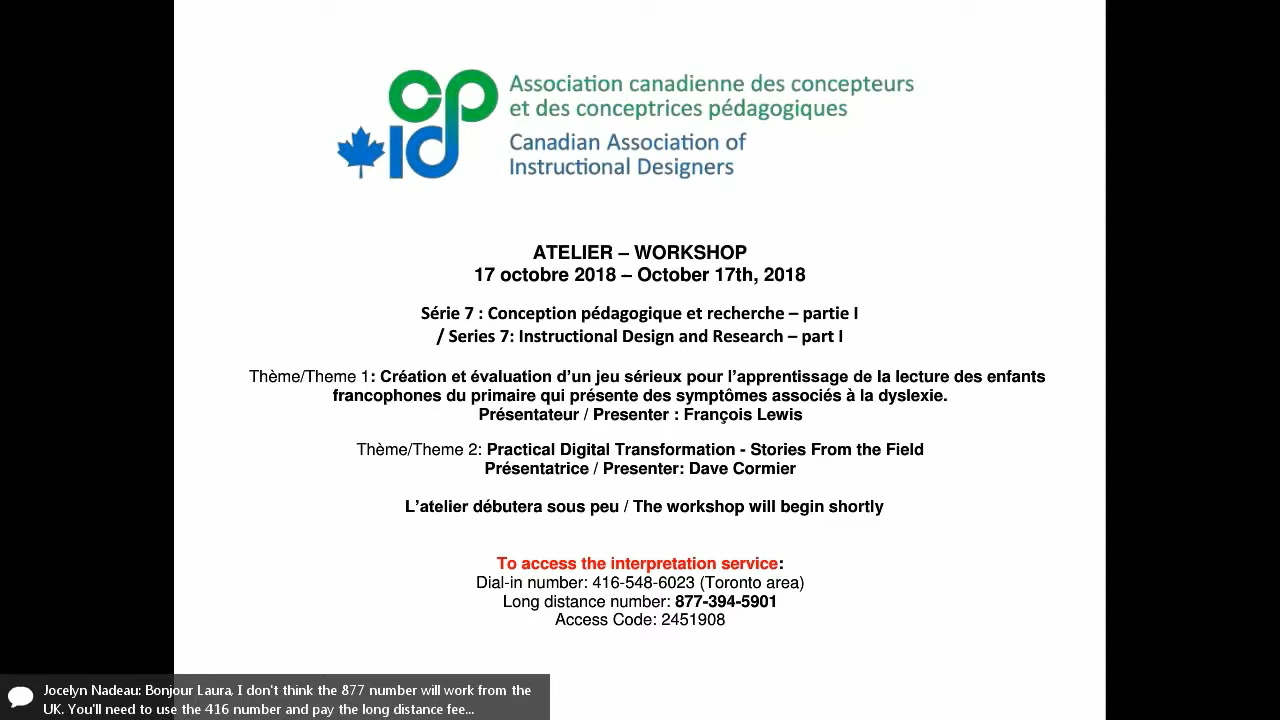 cp
id
Association canadienne des concepteurs
et des conceptrices pédagogiques
Canadian Association of
Instructional Designers
ATELIER – WORKSHOP
17 octobre 2018 – October 17th, 2018
Série 7 : Conception pédagogique et recherche – partie I
/ Series 7: Instructional Design and Research – part I
Thème/Theme 1: Création et évaluation d’un jeu sérieux pour l’apprentissage de la lecture des enfants
francophones du primaire qui présente des symptômes associés à la dyslexie.
Présentateur / Presenter : François Lewis
Thème/Theme 2: Practical Digital Transformation - Stories From the Field
Présentatrice / Presenter: Dave Cormier
L’atelier débutera sous peu / The workshop will begin shortly
To access the interpretation service:
Dial-in number: 416-548-6023 (Toronto area)
Long distance number: 877-394-5901
Access Code: 2451908
Jocelyn Nadeau: Bonjour Laura, I don't think the 877 number will work from the
UK. You'll need to use the 416 number and pay the long distance fee...